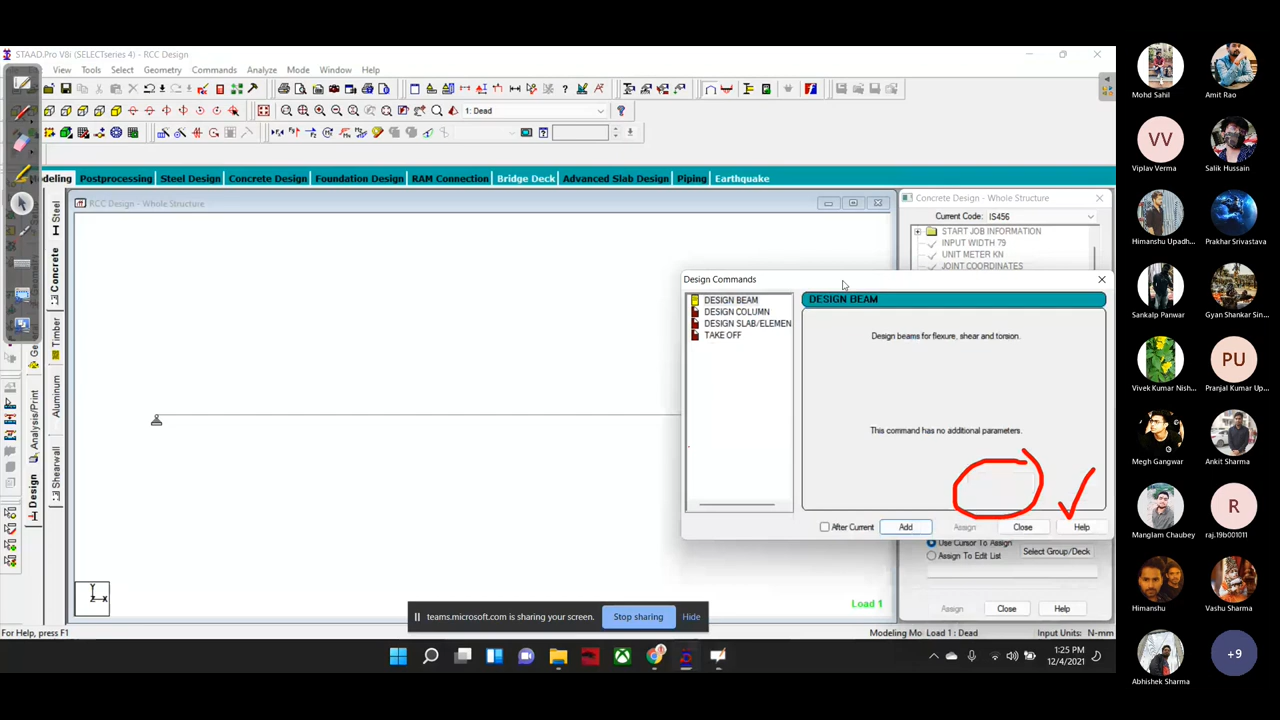 STAAD.Pro V8i (SELECTseries 4) - RCC Design
View Tools Select Geometry Commands Analyze Mode Window Help
1: Dead
Modeling Postprocessing Steel Design Concrete Design Foundation Design RAM Connection Bridge Deck Advanced Slab Design Piping Earthquake
RCC Design - Whole Structure
Steel
Concrete
Timber
Aluminum
Shearwall
Analysis/Print
Design
Load 1
Concrete Design - Whole Structure
Current Code: IS456
START JOB INFORMATION
INPUT WIDTH 79
UNIT METER KN
JOINT COORDINATES
Design Commands
DESIGN BEAM
DESIGN COLUMN
DESIGN SLAB/ELEMEN
TAKE OFF
DESIGN BEAM
Design beams for flexure, shear and torsion.
This command has no additional parameters.
After Current Add Assign Close Help
Use Cursor To Assign
Assign To Edit List
Select Group/Deck
Assign Close Help
Y
Z X
teams.microsoft.com is sharing your screen. Stop sharing Hide
For Help, press F1
Modeling Mo Load 1 : Dead Input Units: N-mm
1:25 PM
12/4/2021
Mohd Sahil
Amit Rao
VV
Viplav Verma
Salik Hussain
Himanshu Upadh...
Prakhar Srivastava
Sankalp Panwar
Gyan Shankar Sin...
PU
Vivek Kumar Nish...
Pranjal Kumar Up...
Megh Gangwar
Ankit Sharma
R
Manglam Chaubey
raj.19b001011
Himanshu
Vashu Sharma
+9
Abhishek Sharma